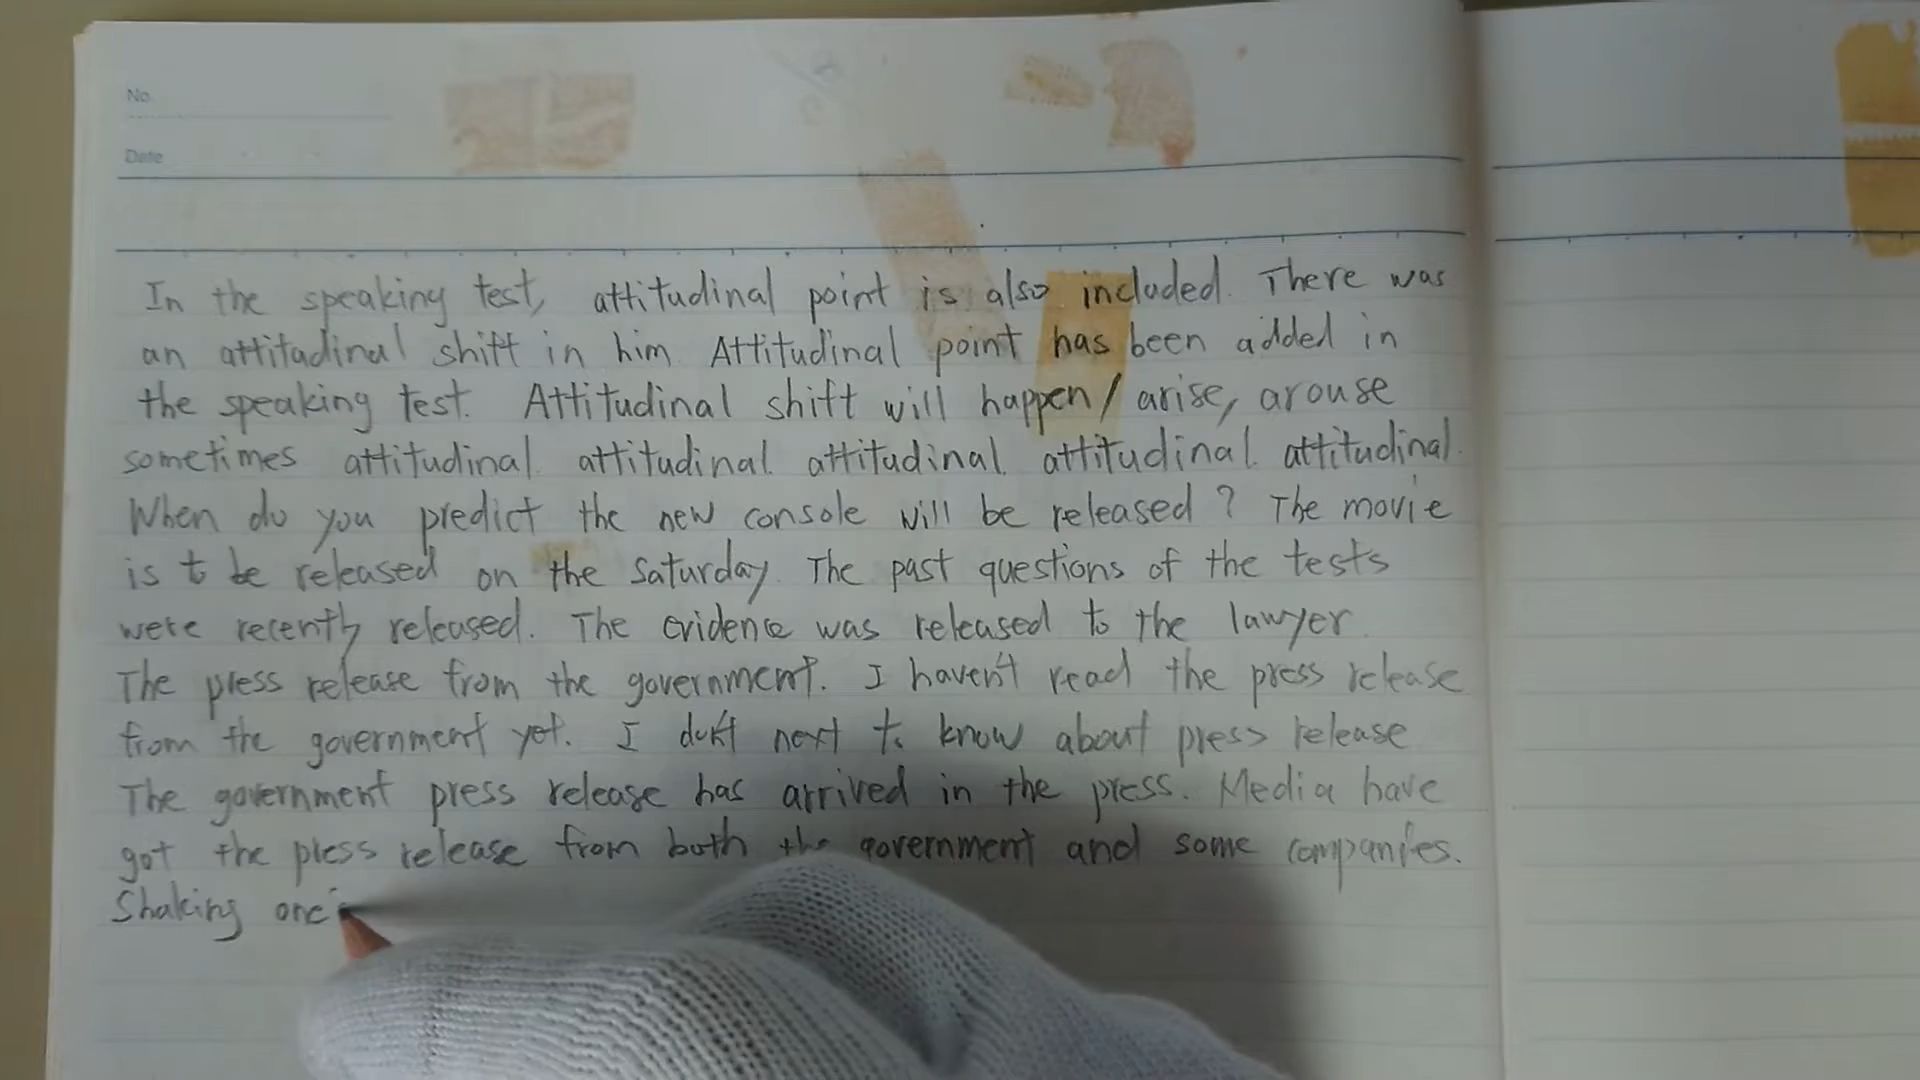 No.
Date
In the speaking test, attitudinal point is also included. There was
an attitudinal shift in him. Attitudinal point has been added in
the speaking test. Attitudinal shift will happen/ arise, arouse
sometimes attitudinal. attitudinal. attitudinal. attitudinal. attitudinal.
When do you predict the new console will be released? The movie
is to be released on the Saturday. The past questions of the tests
were recently released. The evidence was released to the lawyer.
The press release from the government. I haven't read the press release
from the government yet. I don't to know about press release
The government press release has arrived in the press. Media have
got the press release from both the government and some companies.
Shaking one's